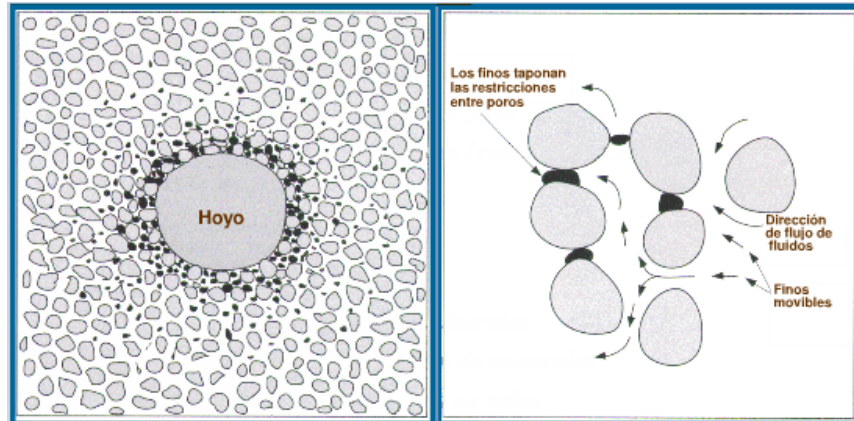 Hoyo
Los finos taponan
las restricciones
entre poros
Dirección
de flujo de
fluidos
Finos
movibles